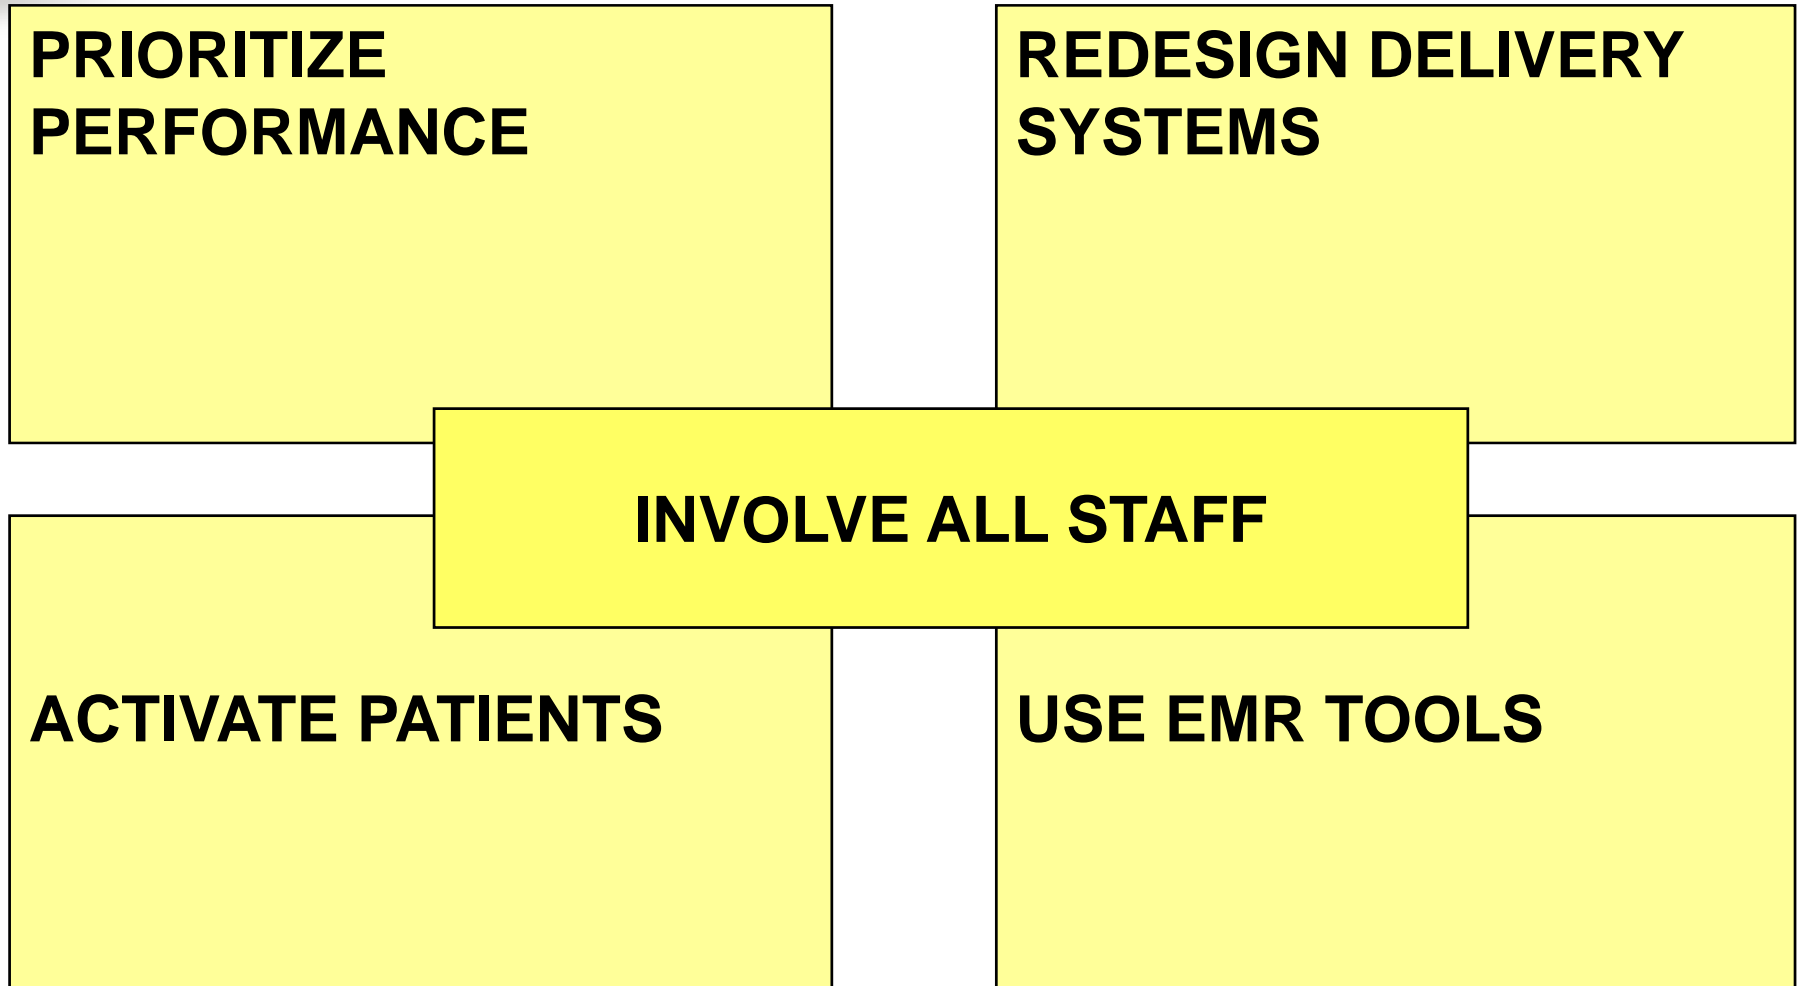 PRIORITIZE
PERFORMANCE
REDESIGN DELIVERY
SYSTEMS
INVOLVE ALL STAFF
ACTIVATE PATIENTS
USE EMR TOOLS